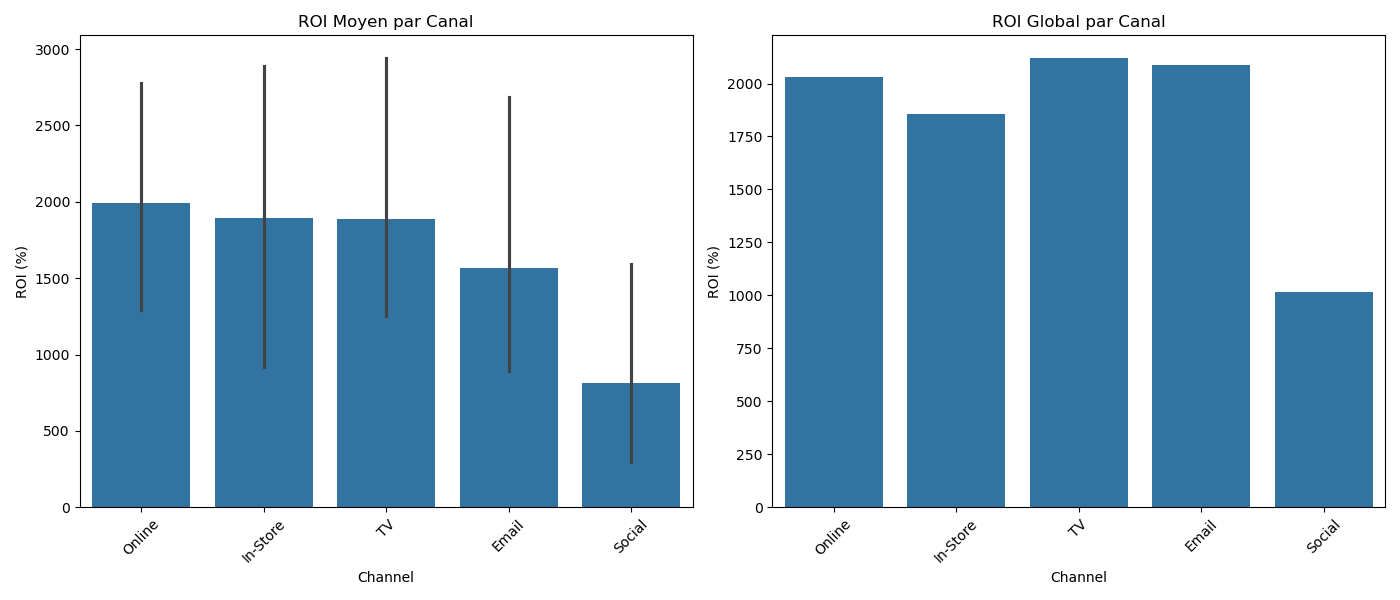 ROI Moyen par Canal
ROI (%)
3000
2500
2000
1500
1000
500
0
Online
In-Store
TV
Email
Social
Channel
ROI Global par Canal
ROI (%)
2000
1750
1500
1250
1000
750
500
250
0
Online
In-Store
TV
Email
Social
Channel